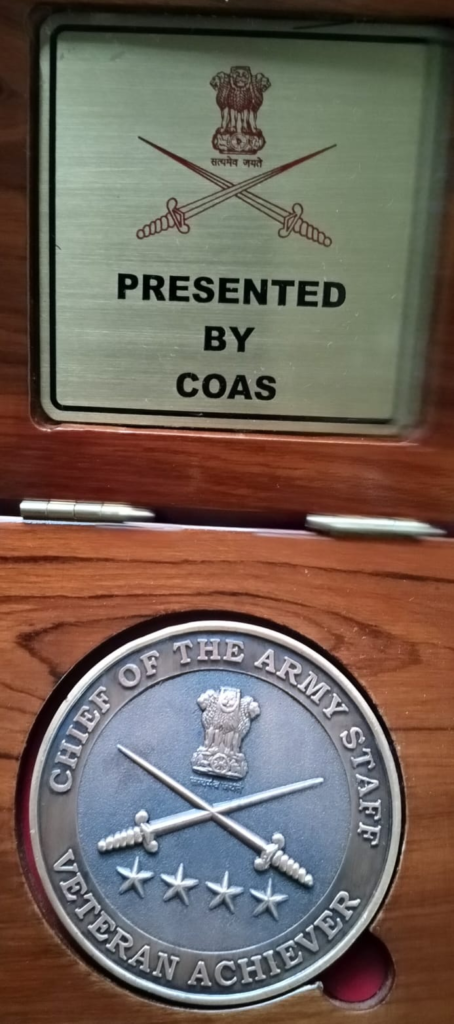 सत्यमेव जयते
PRESENTED
BY
COAS
CHIEF OF THE ARMY STAFF
VETERAN ACHIEVER